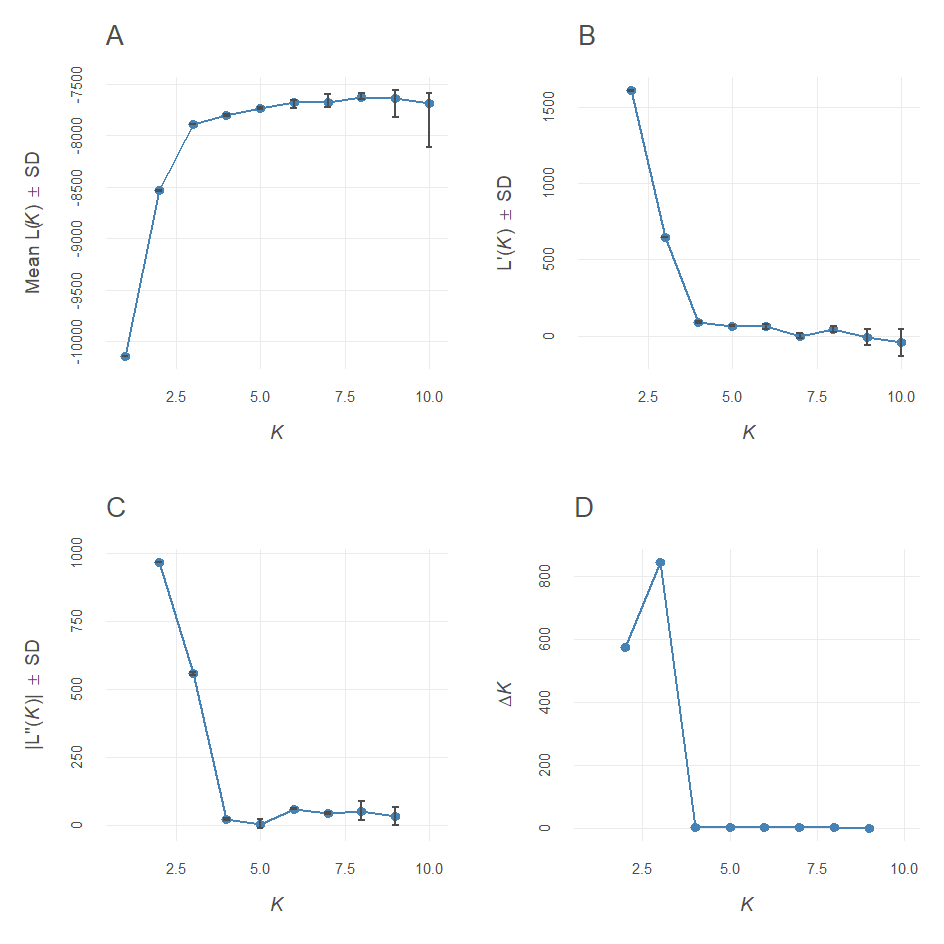 A
Mean L(K) ± SD
-7500
-8000
-8500
-9000
-9500
-10000
2.5 5.0 7.5 10.0
K
B
L'(K) ± SD
1500
1000
500
0
2.5 5.0 7.5 10.0
K
C
|L"(K)| ± SD
1000
750
500
250
0
2.5 5.0 7.5 10.0
K
D
ΔK
800
600
400
200
0
2.5 5.0 7.5 10.0
K